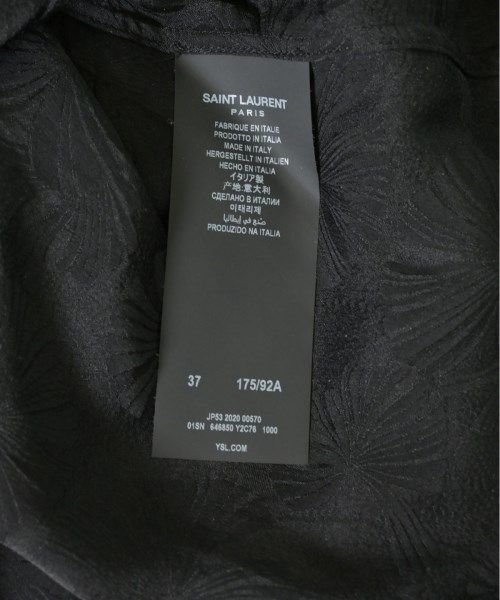 SAINT LAURENT
PARIS
FABRIQUE EN ITALIE
PRODOTTO IN ITALIA
MADE IN ITALY
HERGESTELLT IN ITALIEN
HECHO EN ITALIA
イタリア製
产地:意大利
СДЕЛАНО В ИТАЛИИ
이태리제
صنع في إيطاليا
PRODUZIDO NA ITALIA
37 175/92A
JP53 2020 00570
01SN 646850 Y2C76 1000
YSL.COM